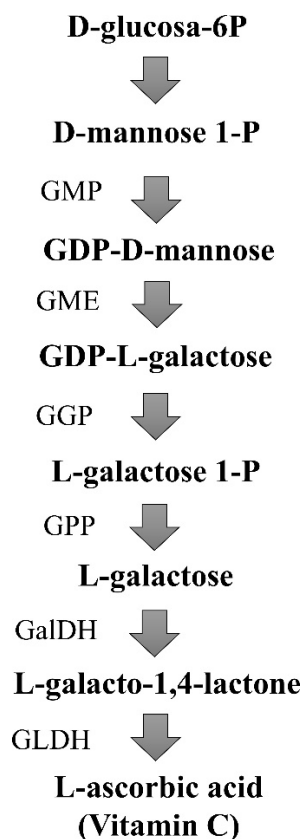 D-glucosa-6P
D-mannose 1-P
GMP
GDP-D-mannose
GME
GDP-L-galactose
GGP
L-galactose 1-P
GPP
L-galactose
GalDH
L-galacto-1,4-lactone
GLDH
L-ascorbic acid
(Vitamin C)